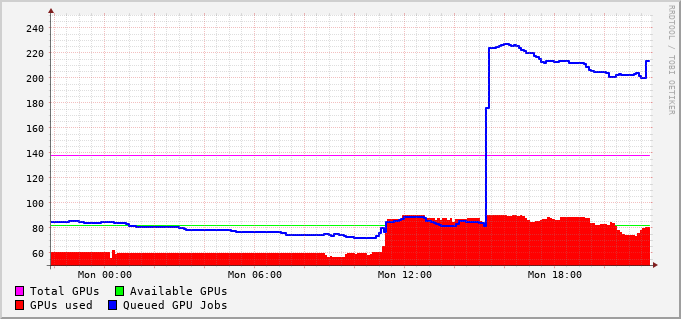 240
220
200
180
160
140
120
100
80
60
Mon 00:00 Mon 06:00 Mon 12:00 Mon 18:00
Total GPUs Available GPUs
GPUs used Queued GPU Jobs
RRDTOOL / TOBI OETIKER